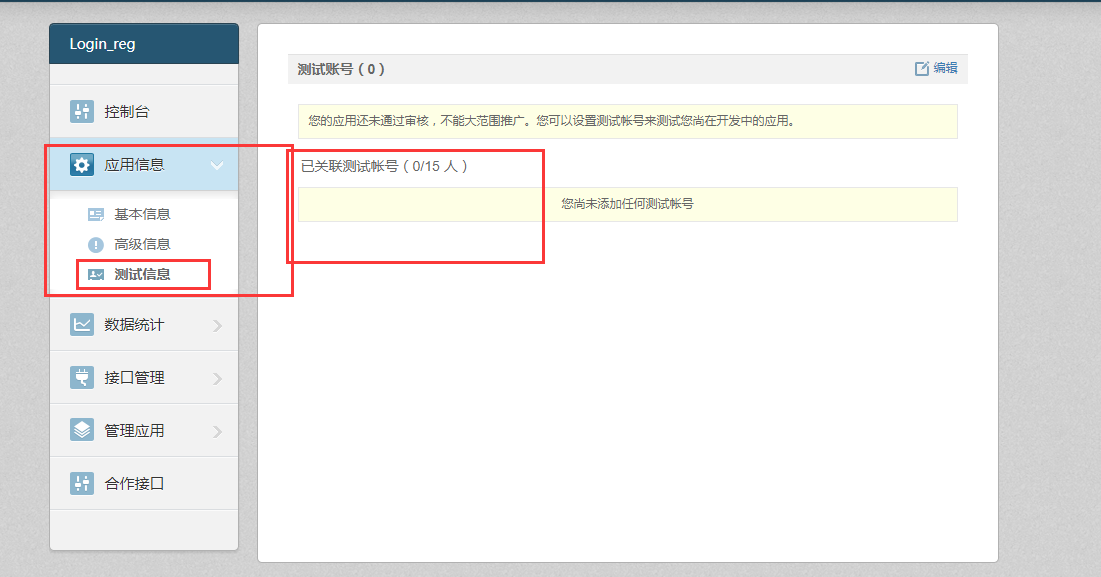 Login_reg
控制台
应用信息
基本信息
高级信息
测试信息
数据统计
接口管理
管理应用
合作接口
测试账号（0）
编辑
您的应用还未通过审核，不能大范围推广。您可以设置测试帐号来测试您尚在开发中的应用。
已关联测试帐号（0/15 人）
您尚未添加任何测试帐号